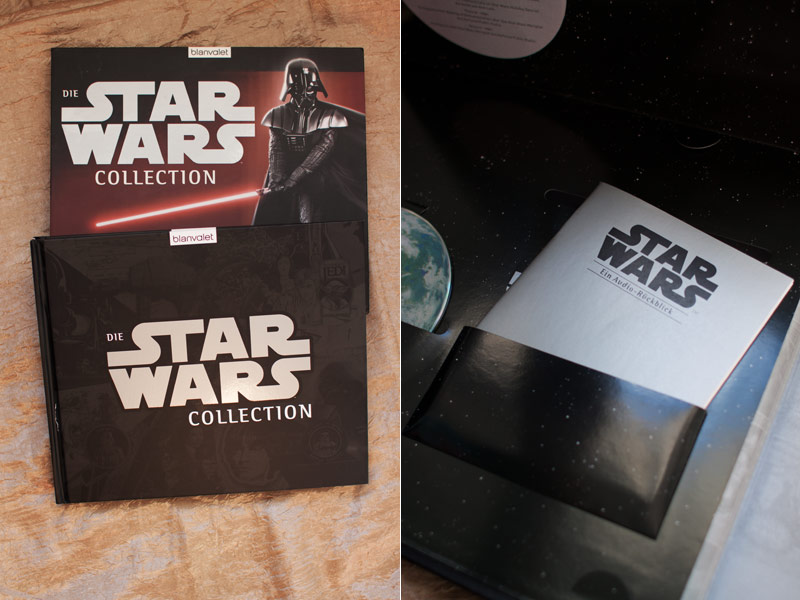 blanvalet
DIE
STAR
WARS
COLLECTION
blanvalet
DIE
STAR
WARS
COLLECTION
STAR
WARS
Ein Audio-Rückblick